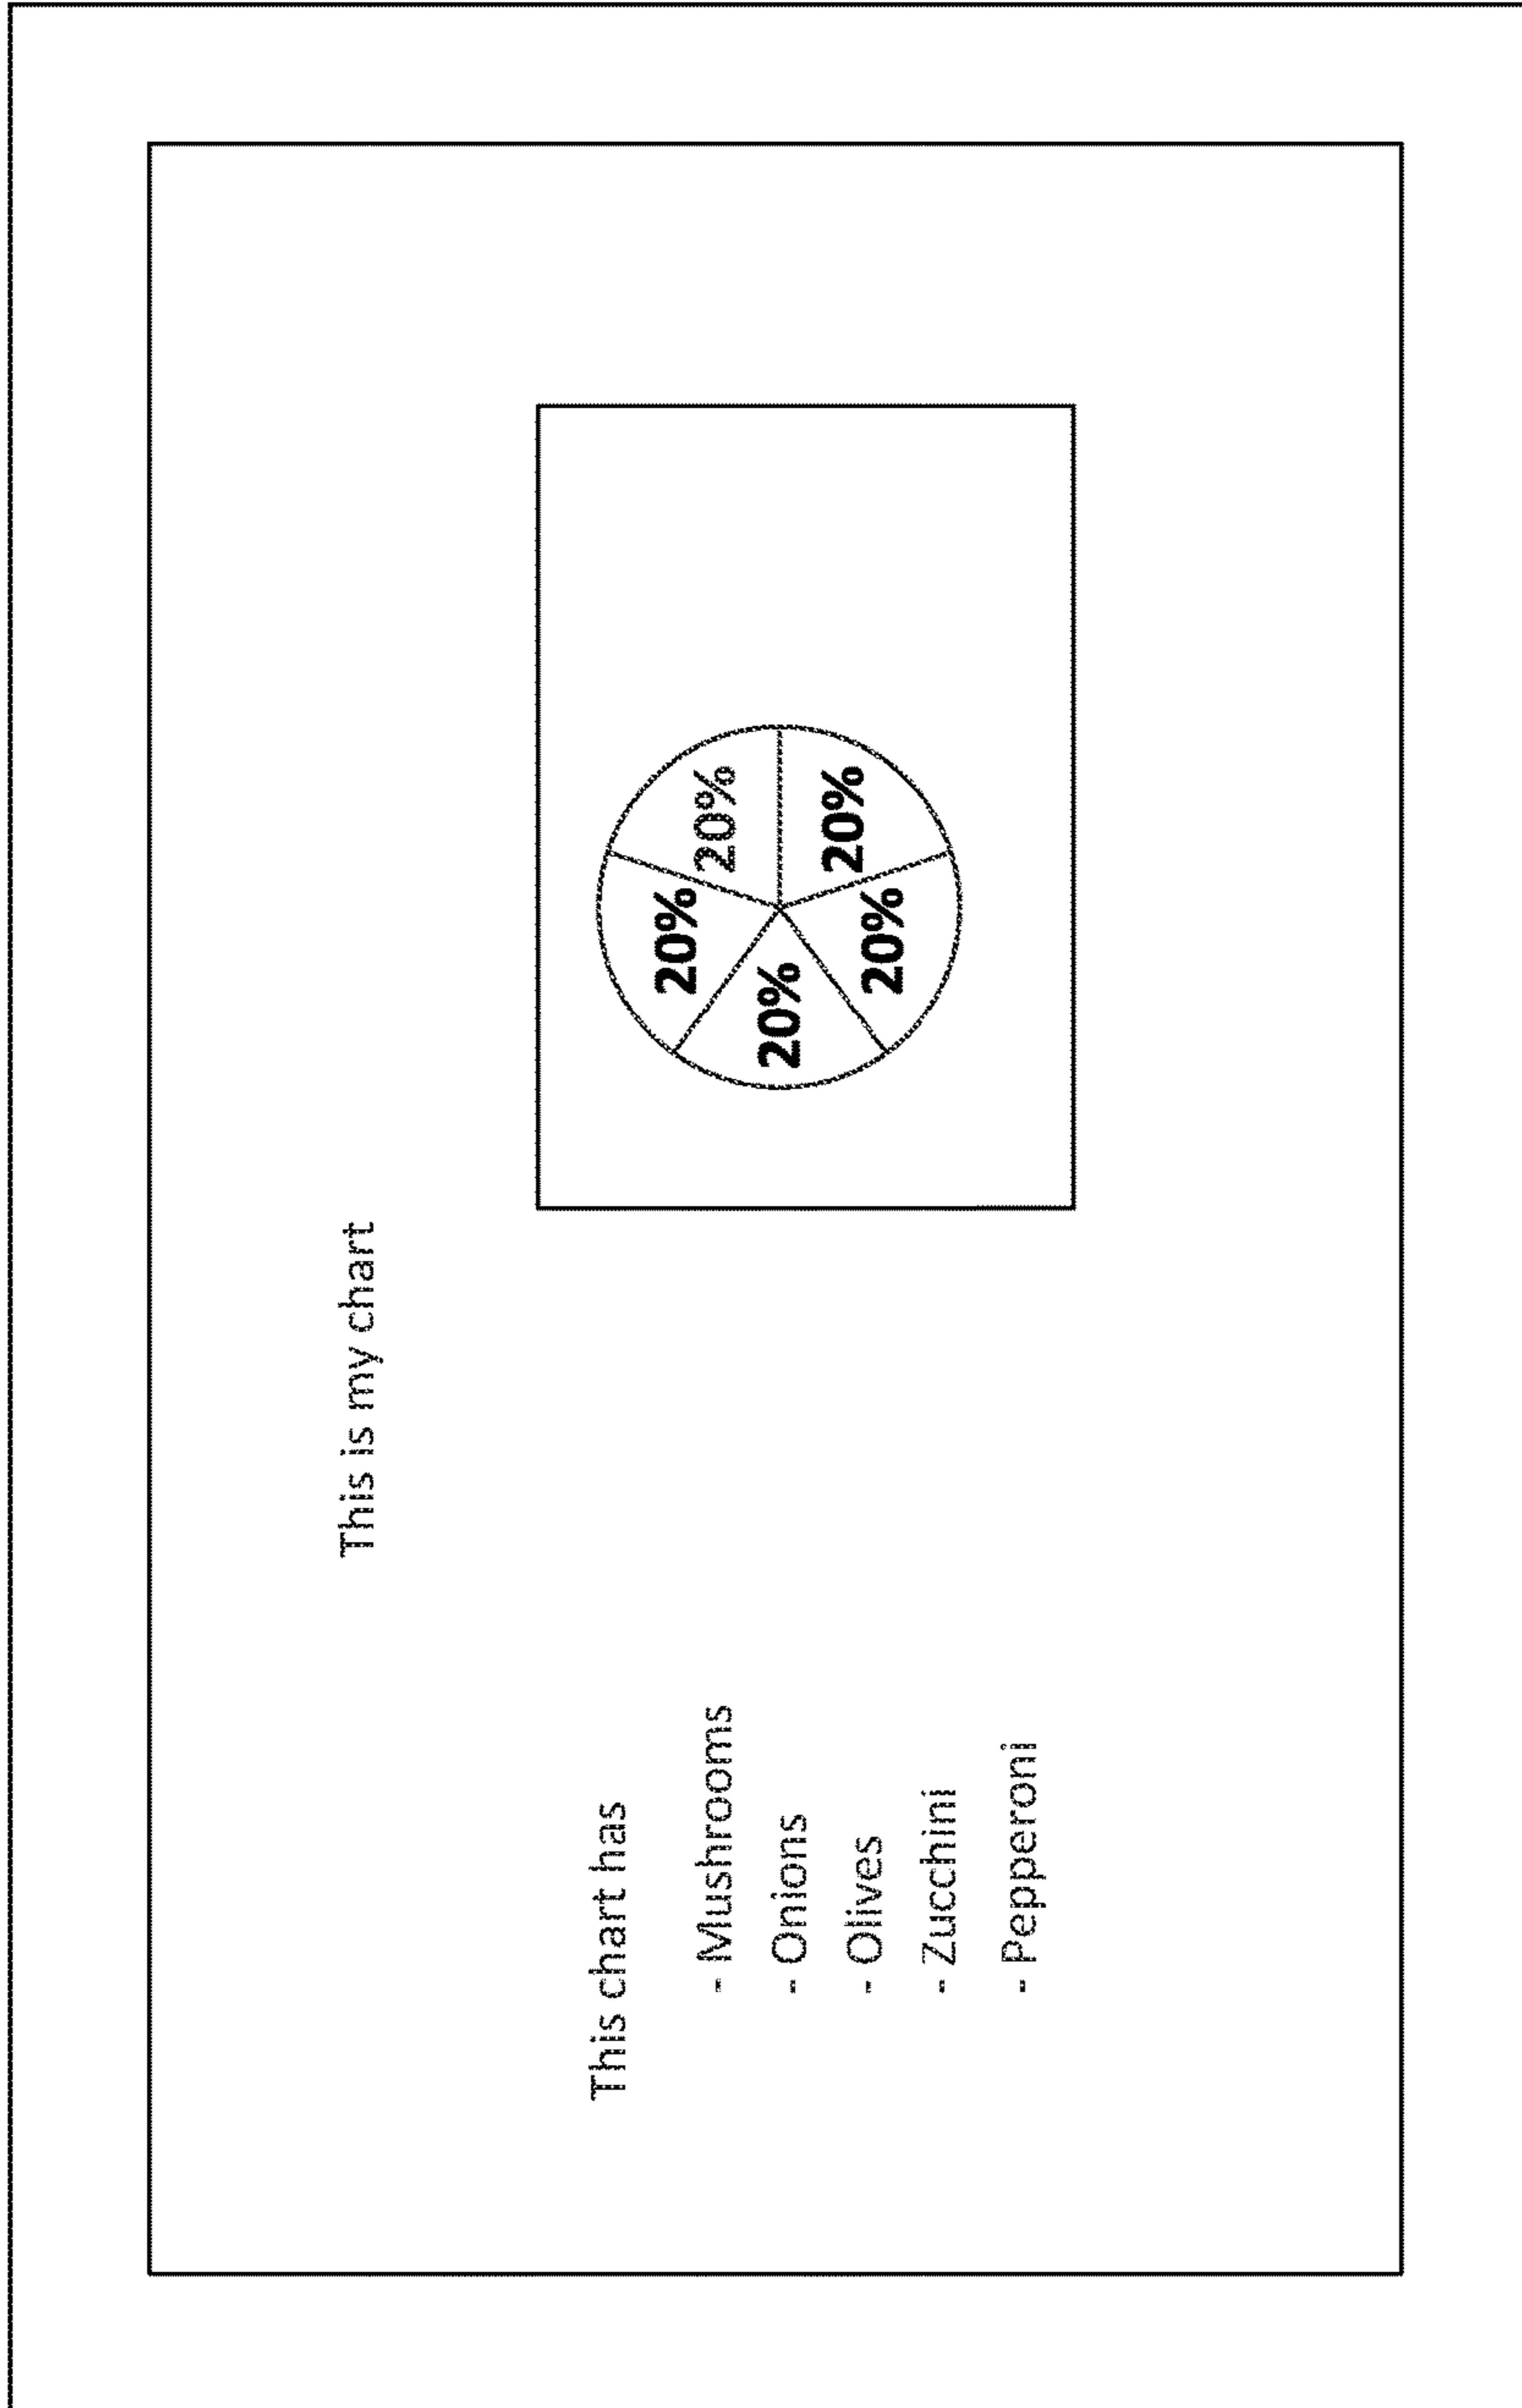 This is my chart
This chart has
- Mushrooms
- Onions
- Olives
- Zucchini
- Pepperoni
20%
20%
20%
20%
20%